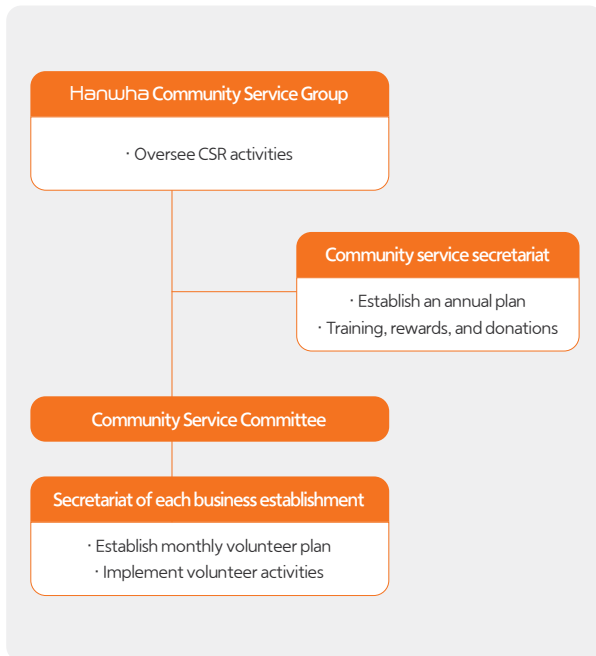 Hanwha Community Service Group
· Oversee CSR activities
Community service secretariat
· Establish an annual plan
· Training, rewards, and donations
Community Service Committee
Secretariat of each business establishment
· Establish monthly volunteer plan
· Implement volunteer activities